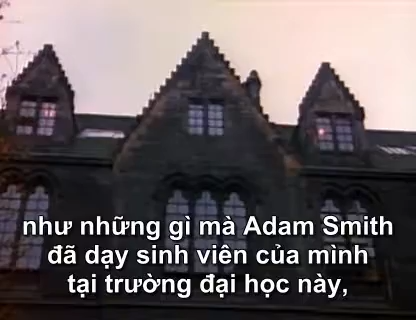 như những gì mà Adam Smith
đã dạy sinh viên của mình
tại trường đại học này,